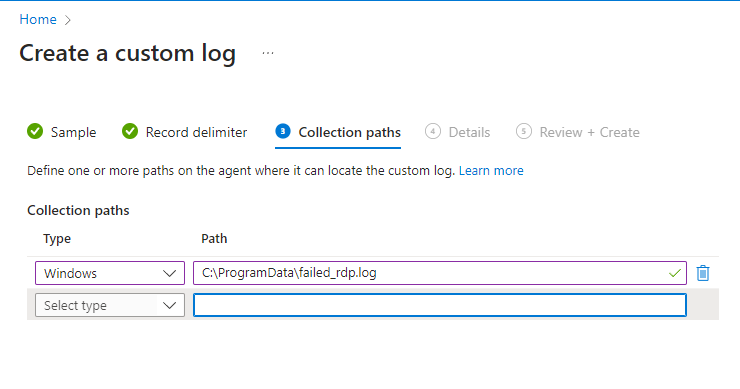 Home >
Create a custom log ...
Sample Record delimiter 3 Collection paths 4 Details 5 Review + Create
Define one or more paths on the agent where it can locate the custom log. Learn more
Collection paths
Type Path
Windows C:\ProgramData\failed_rdp.log
Select type